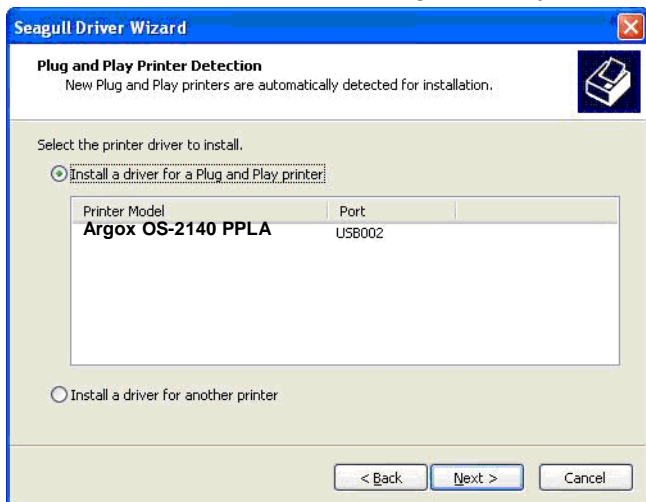 Seagull Driver Wizard
Plug and Play Printer Detection
New Plug and Play printers are automatically detected for installation.
Select the printer driver to install.
Install a driver for a Plug and Play printer
Printer Model Port
Argox OS-2140 PPLA USB002
Install a driver for another printer
< Back Next > Cancel